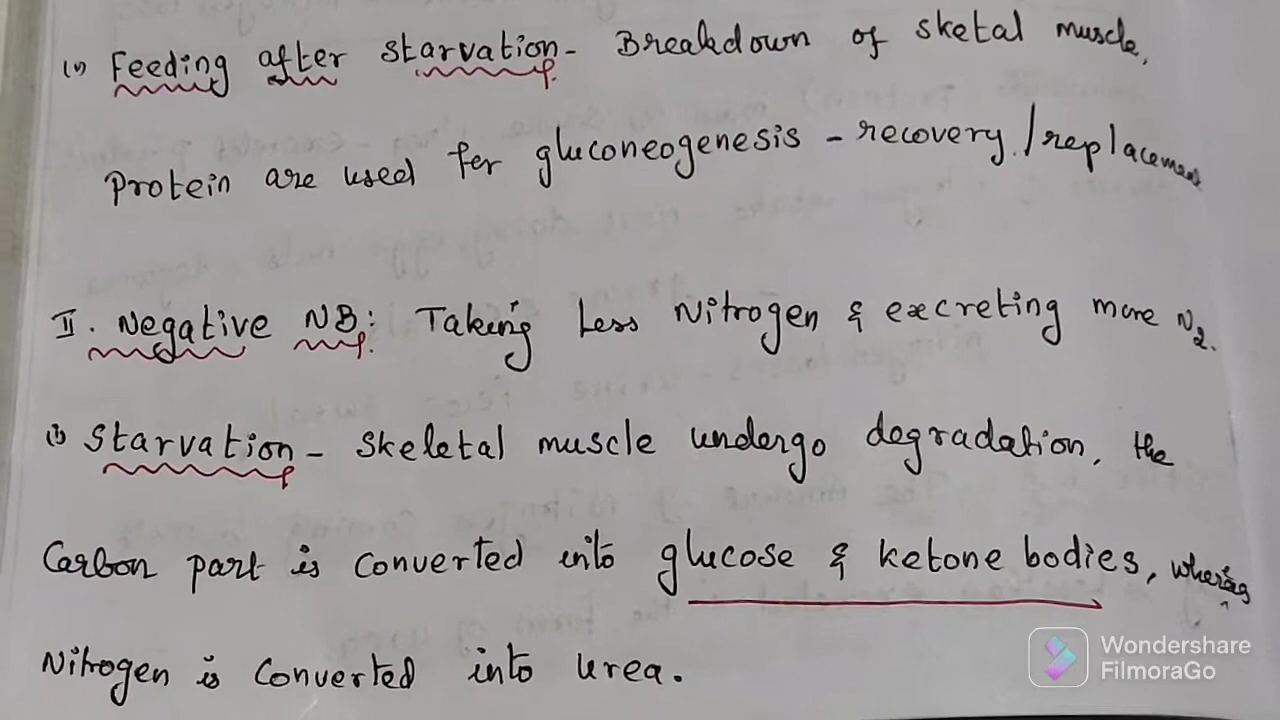 (v) Feeding after starvation - Breakdown of sketal muscle,
Protein are used for gluconeogenesis - recovery/replacement
II. Negative NB: Taking Less Nitrogen & excreting more N2.
(i) Starvation - Skeletal muscle undergo degradation, the
Carbon part is converted into glucose & ketone bodies, whereas
Nitrogen is converted into urea.
Wondershare
FilmoraGo